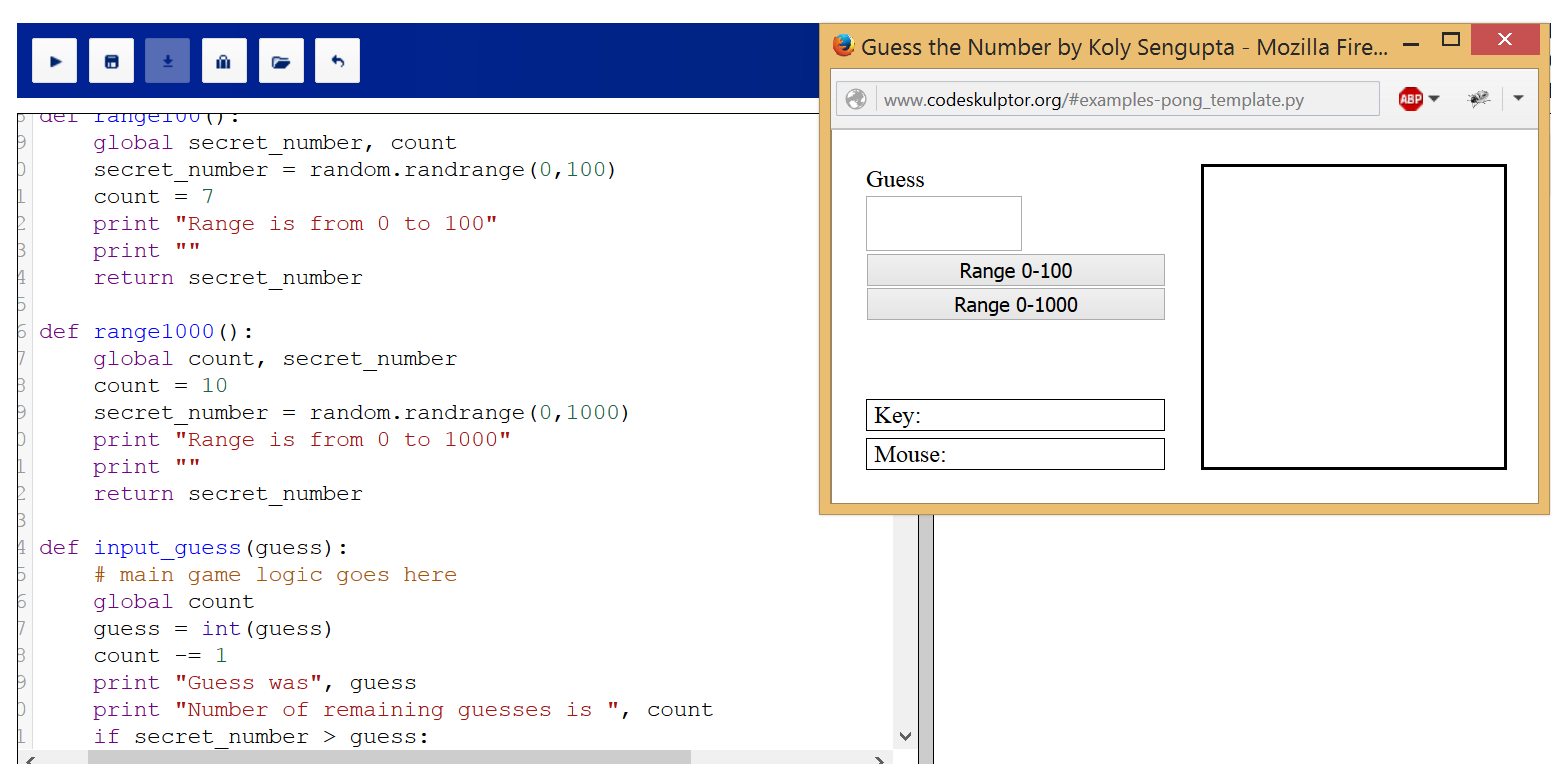 def range100():
global secret_number, count
secret_number = random.randrange(0,100)
count = 7
print "Range is from 0 to 100"
print ""
return secret_number
def range1000():
global count, secret_number
count = 10
secret_number = random.randrange(0,1000)
print "Range is from 0 to 1000"
print ""
return secret_number
def input_guess(guess):
# main game logic goes here
global count
guess = int(guess)
count -= 1
print "Guess was", guess
print "Number of remaining guesses is ", count
if secret_number > guess:
Guess the Number by Koly Sengupta - Mozilla Fire...
www.codeskulptor.org/#examples-pong_template.py
ABP
Guess
Range 0-100
Range 0-1000
Key:
Mouse: